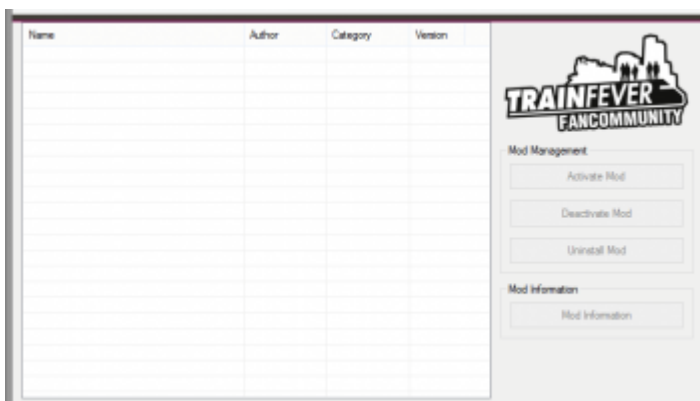 Name Author Category Version
TRAINFEVER
FANCOMMUNITY
Mod Management
Activate Mod
Deactivate Mod
Uninstall Mod
Mod Information
Mod Information